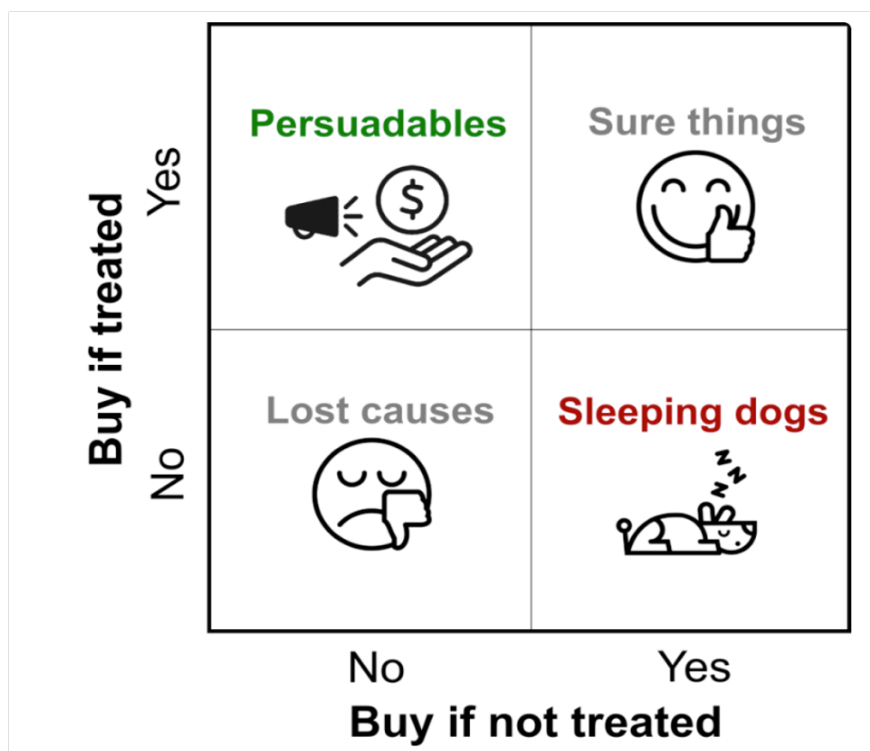 Persuadables
Sure things
Buy if treated
Yes
No
$
Lost causes
Sleeping dogs
z
z
z
No
Yes
Buy if not treated